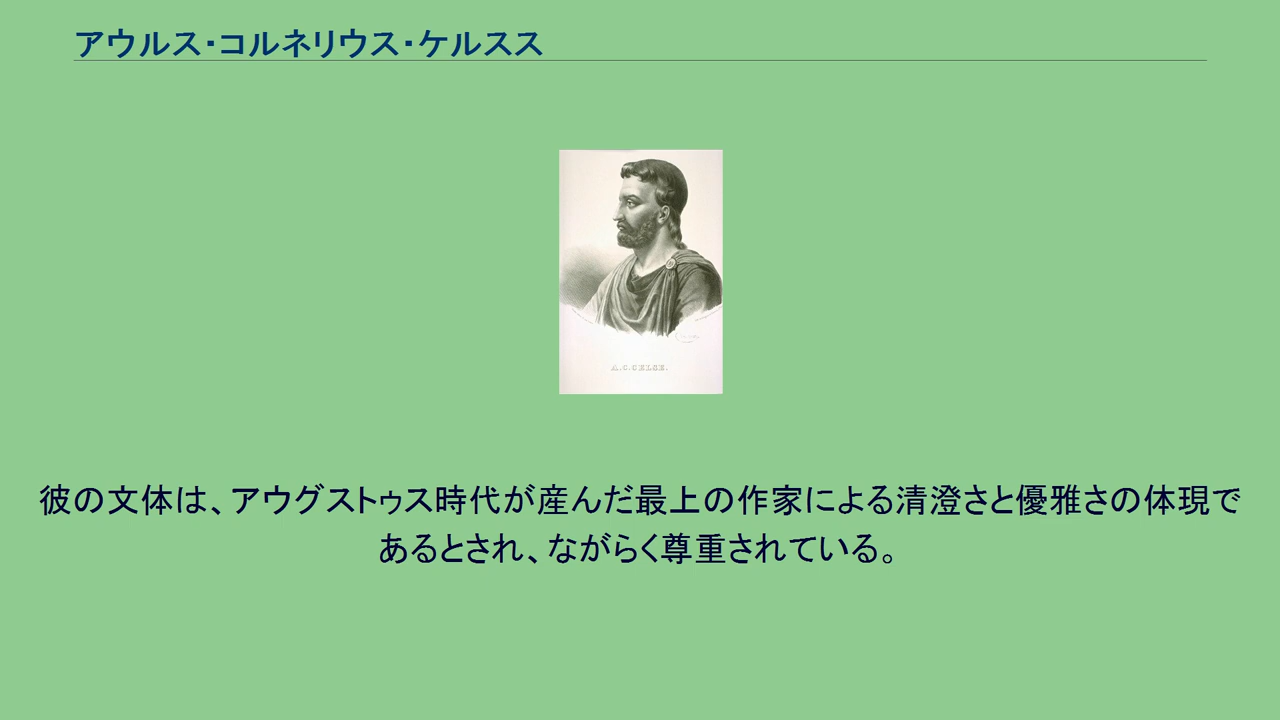 アウルス・コルネリウス・ケルスス
A.C.CELSE.
彼の文体は、アウグストゥス時代が産んだ最上の作家による清澄さと優雅さの体現で
あるとされ、ながらく尊重されている。